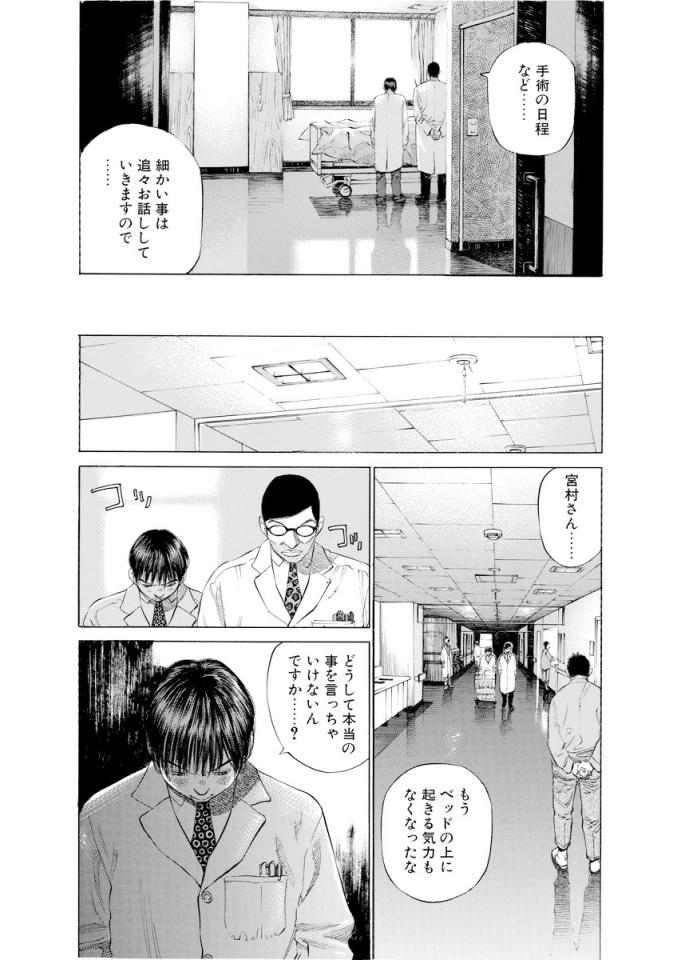 手術の日程
など……
細かい事は
追々お話しして
いきますので
……
宮村さん……
もう
ベッドの上に
起きる気力も
なくなったな
コツ
コツ
どうして本当の
事を言っちゃ
いけないん
ですか……?